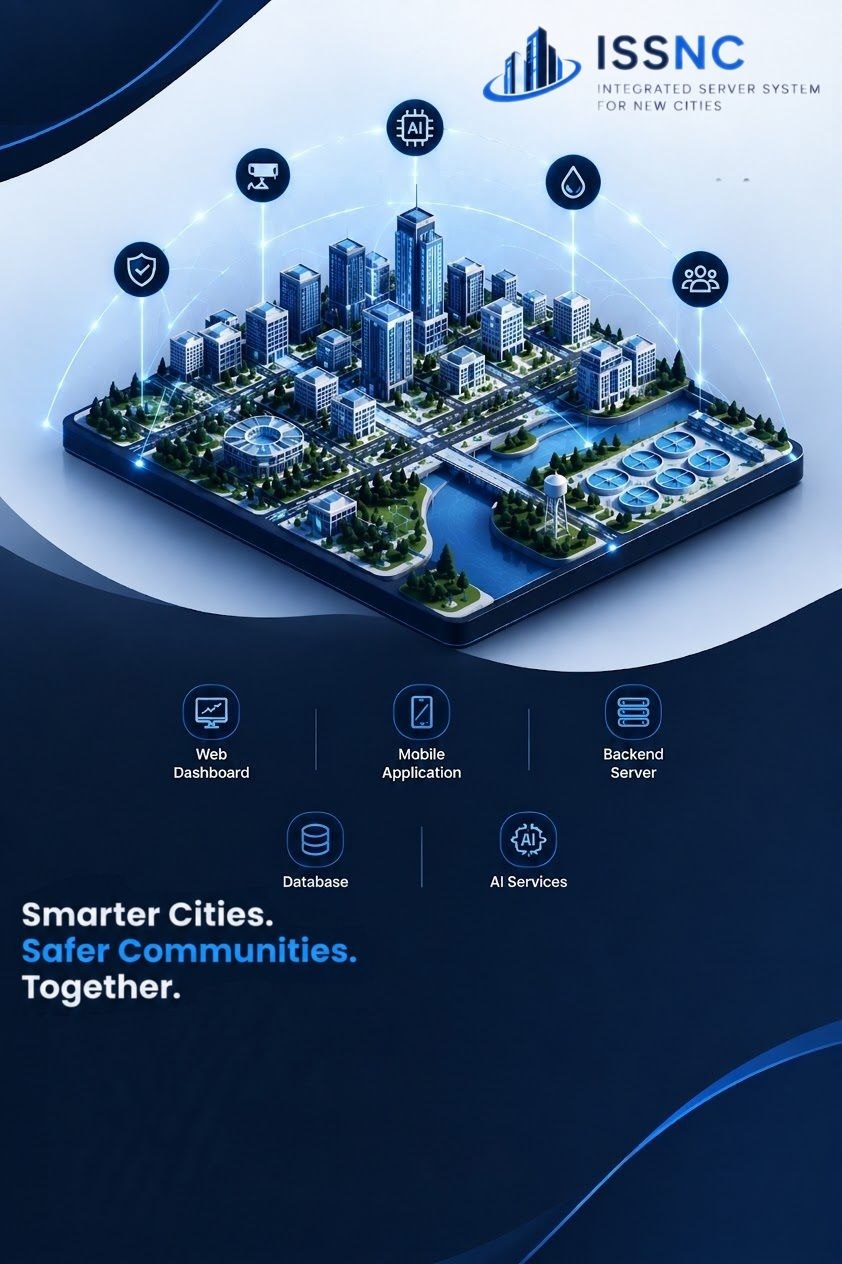 ISSNC
INTEGRATED SERVER SYSTEM
FOR NEW CITIES
AI
Web
Dashboard
Mobile
Application
Backend
Server
Database
AI
AI Services
Smarter Cities.
Safer Communities.
Together.